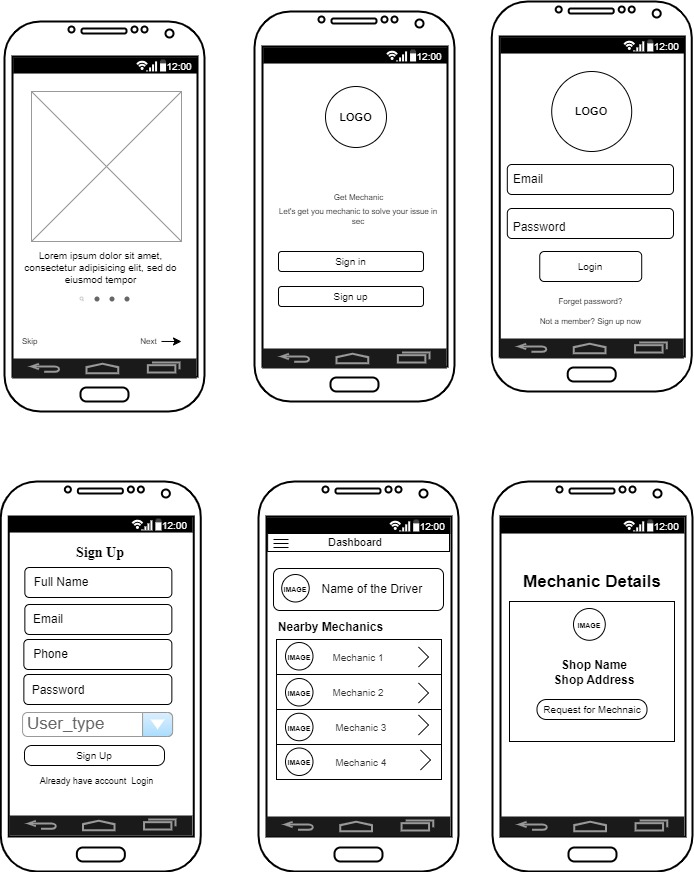 12:00
Lorem ipsum dolor sit amet,
consectetur adipisicing elit, sed do
eiusmod tempor
Skip
Next
12:00
LOGO
Get Mechanic
Let's get you mechanic to solve your issue in
sec
Sign in
Sign up
12:00
LOGO
Email
Password
Login
Forget password?
Not a member? Sign up now
12:00
Sign Up
Full Name
Email
Phone
Password
User_type
Sign Up
Already have account Login
12:00
Dashboard
IMAGE
Name of the Driver
Nearby Mechanics
IMAGE
Mechanic 1
IMAGE
Mechanic 2
IMAGE
Mechanic 3
IMAGE
Mechanic 4
12:00
Mechanic Details
IMAGE
Shop Name
Shop Address
Request for Mechnaic